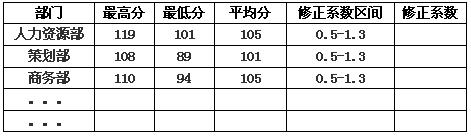 部门 最高分 最低分 平均分 修正系数区间 修正系数
人力资源部 119 101 105 0.5-1.3
策划部 108 89 101 0.5-1.3
商务部 110 94 105 0.5-1.3
...
...